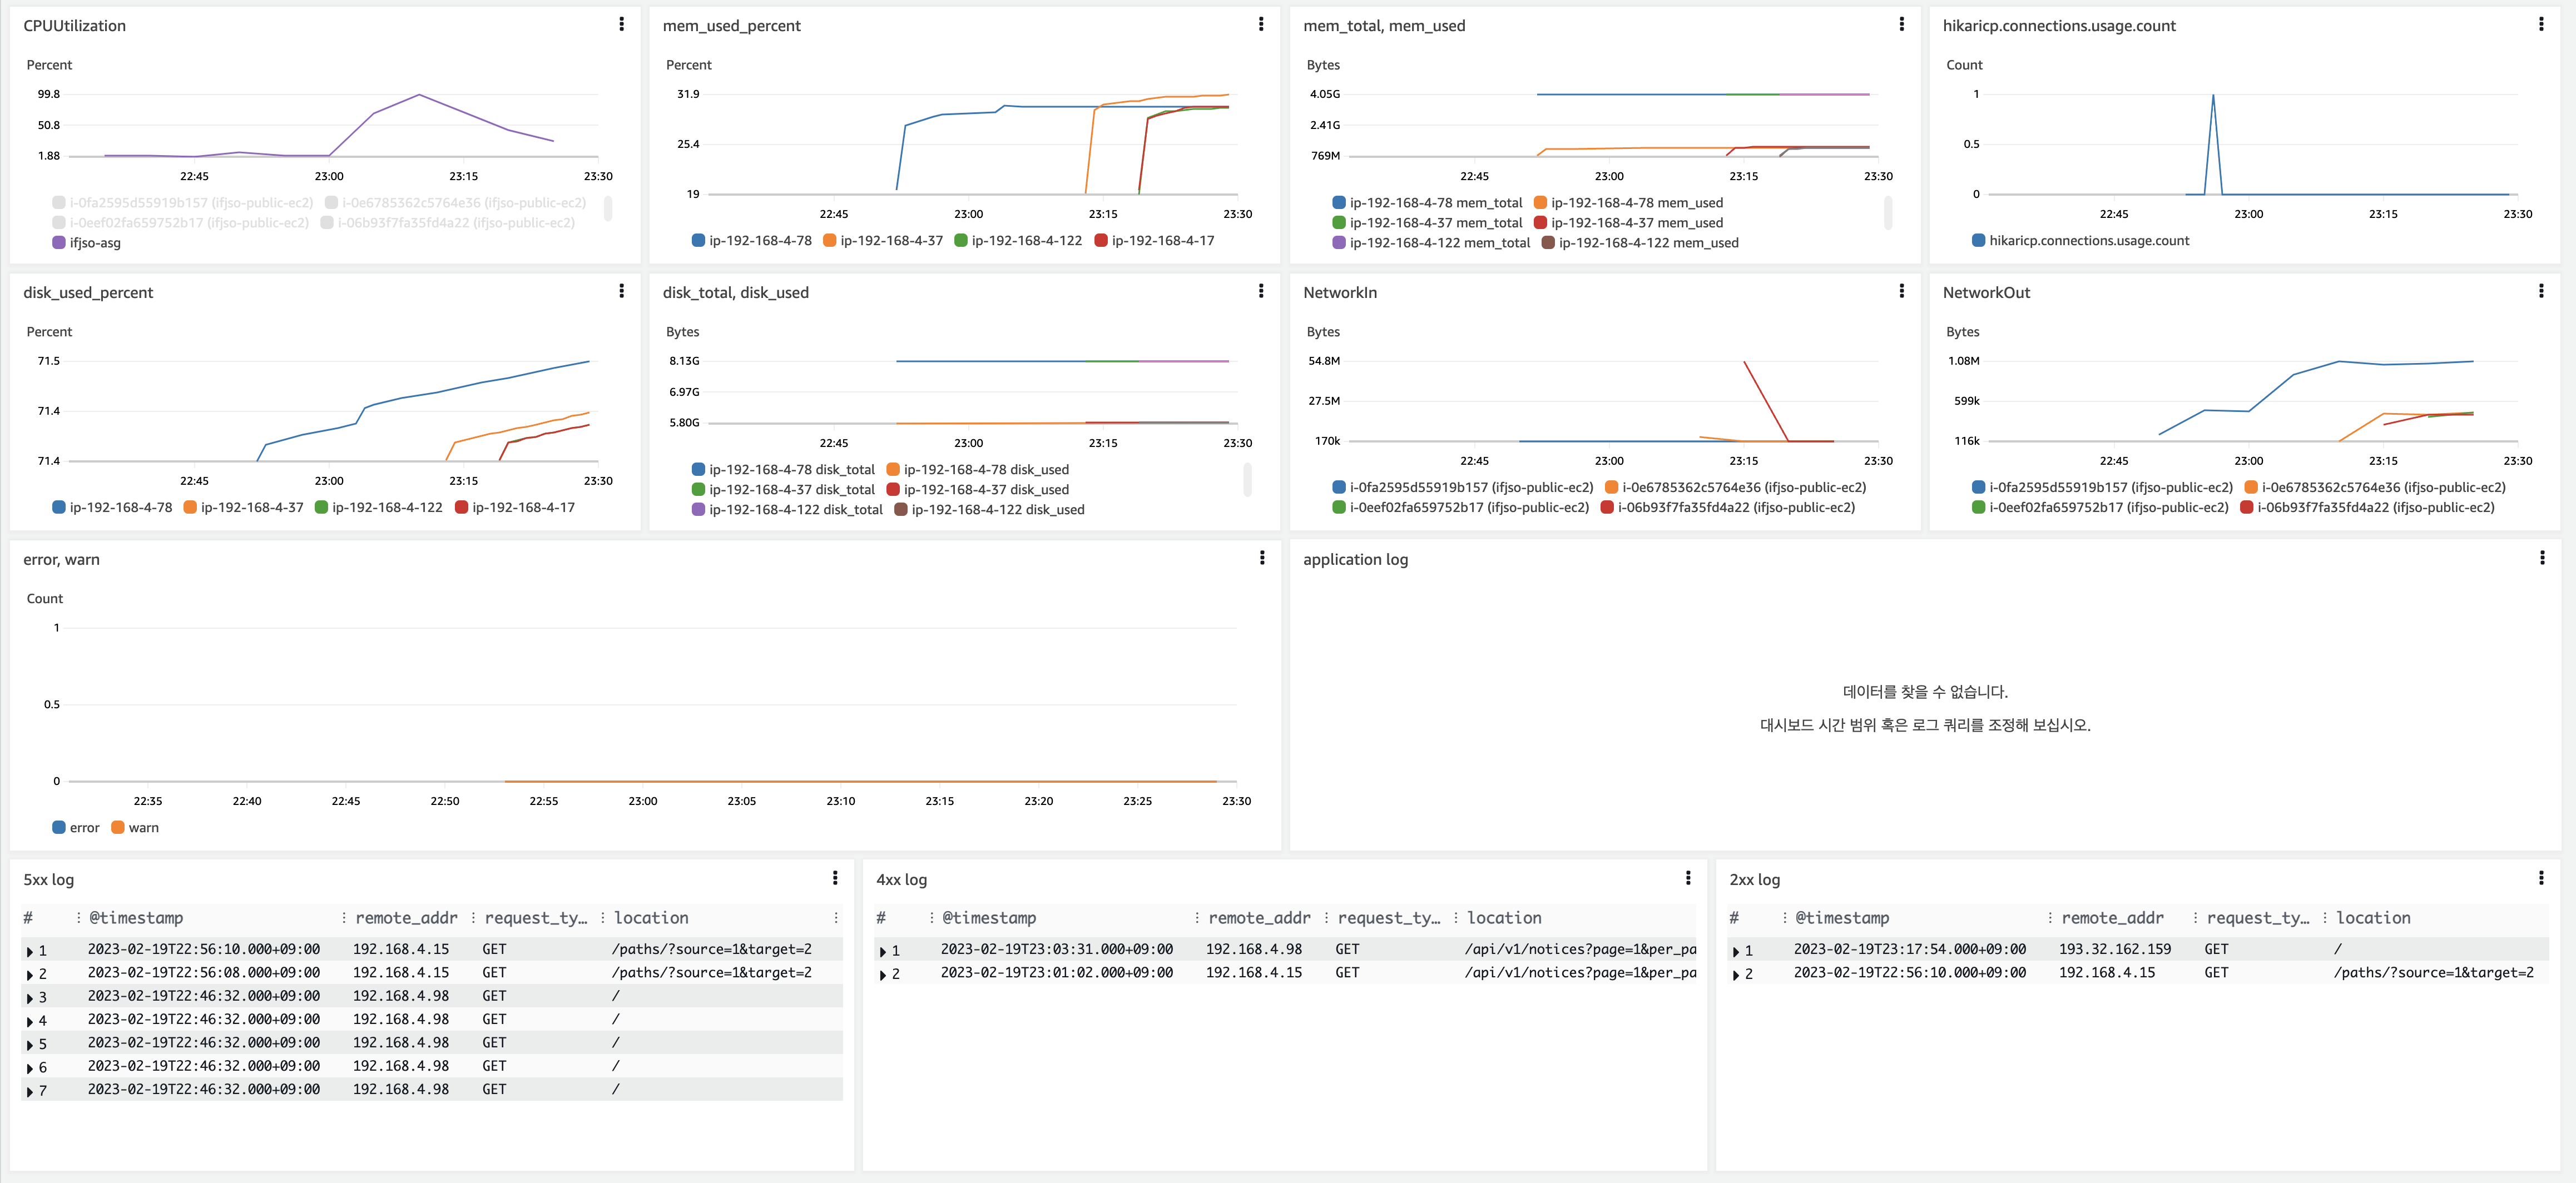 CPUUtilization
Percent
99.8
50.8
1.88
22:45 23:00 23:15 23:30
i-0fa2595d55919b157 (ifjso-public-ec2) i-0e6785362c5764e36 (ifjso-public-ec2)
i-0eef02fa659752b17 (ifjso-public-ec2) i-06b93f7fa35fd4a22 (ifjso-public-ec2)
ifjso-asg
mem_used_percent
Percent
31.9
25.4
19
22:45 23:00 23:15 23:30
ip-192-168-4-78 ip-192-168-4-37 ip-192-168-4-122 ip-192-168-4-17
mem_total, mem_used
Bytes
4.05G
2.41G
769M
22:45 23:00 23:15 23:30
ip-192-168-4-78 mem_total ip-192-168-4-78 mem_used
ip-192-168-4-37 mem_total ip-192-168-4-37 mem_used
ip-192-168-4-122 mem_total ip-192-168-4-122 mem_used
hikaricp.connections.usage.count
Count
1
0.5
0
22:45 23:00 23:15 23:30
hikaricp.connections.usage.count
disk_used_percent
Percent
71.5
71.4
71.4
22:45 23:00 23:15 23:30
ip-192-168-4-78 ip-192-168-4-37 ip-192-168-4-122 ip-192-168-4-17
disk_total, disk_used
Bytes
8.13G
6.97G
5.80G
22:45 23:00 23:15 23:30
ip-192-168-4-78 disk_total ip-192-168-4-78 disk_used
ip-192-168-4-37 disk_total ip-192-168-4-37 disk_used
ip-192-168-4-122 disk_total ip-192-168-4-122 disk_used
NetworkIn
Bytes
54.8M
27.5M
170k
22:45 23:00 23:15 23:30
i-0fa2595d55919b157 (ifjso-public-ec2) i-0e6785362c5764e36 (ifjso-public-ec2)
i-0eef02fa659752b17 (ifjso-public-ec2) i-06b93f7fa35fd4a22 (ifjso-public-ec2)
NetworkOut
Bytes
1.08M
599k
116k
22:45 23:00 23:15 23:30
i-0fa2595d55919b157 (ifjso-public-ec2) i-0e6785362c5764e36 (ifjso-public-ec2)
i-0eef02fa659752b17 (ifjso-public-ec2) i-06b93f7fa35fd4a22 (ifjso-public-ec2)
error, warn
Count
1
0.5
0
22:35 22:40 22:45 22:50 22:55 23:00 23:05 23:10 23:15 23:20 23:25 23:30
error warn
application log
데이터를 찾을 수 없습니다.
대시보드 시간 범위 혹은 로그 쿼리를 조정해 보십시오.
5xx log
# @timestamp remote_addr request_ty... location
1 2023-02-19T22:56:10.000+09:00 192.168.4.15 GET /paths/?source=1&target=2
2 2023-02-19T22:56:08.000+09:00 192.168.4.15 GET /paths/?source=1&target=2
3 2023-02-19T22:46:32.000+09:00 192.168.4.98 GET /
4 2023-02-19T22:46:32.000+09:00 192.168.4.98 GET /
5 2023-02-19T22:46:32.000+09:00 192.168.4.98 GET /
6 2023-02-19T22:46:32.000+09:00 192.168.4.98 GET /
7 2023-02-19T22:46:32.000+09:00 192.168.4.98 GET /
4xx log
# @timestamp remote_addr request_ty... location
1 2023-02-19T23:03:31.000+09:00 192.168.4.98 GET /api/v1/notices?page=1&per_pa
2 2023-02-19T23:01:02.000+09:00 192.168.4.15 GET /api/v1/notices?page=1&per_pa
2xx log
# @timestamp remote_addr request_ty... location
1 2023-02-19T23:17:54.000+09:00 193.32.162.159 GET /
2 2023-02-19T22:56:10.000+09:00 192.168.4.15 GET /paths/?source=1&target=2